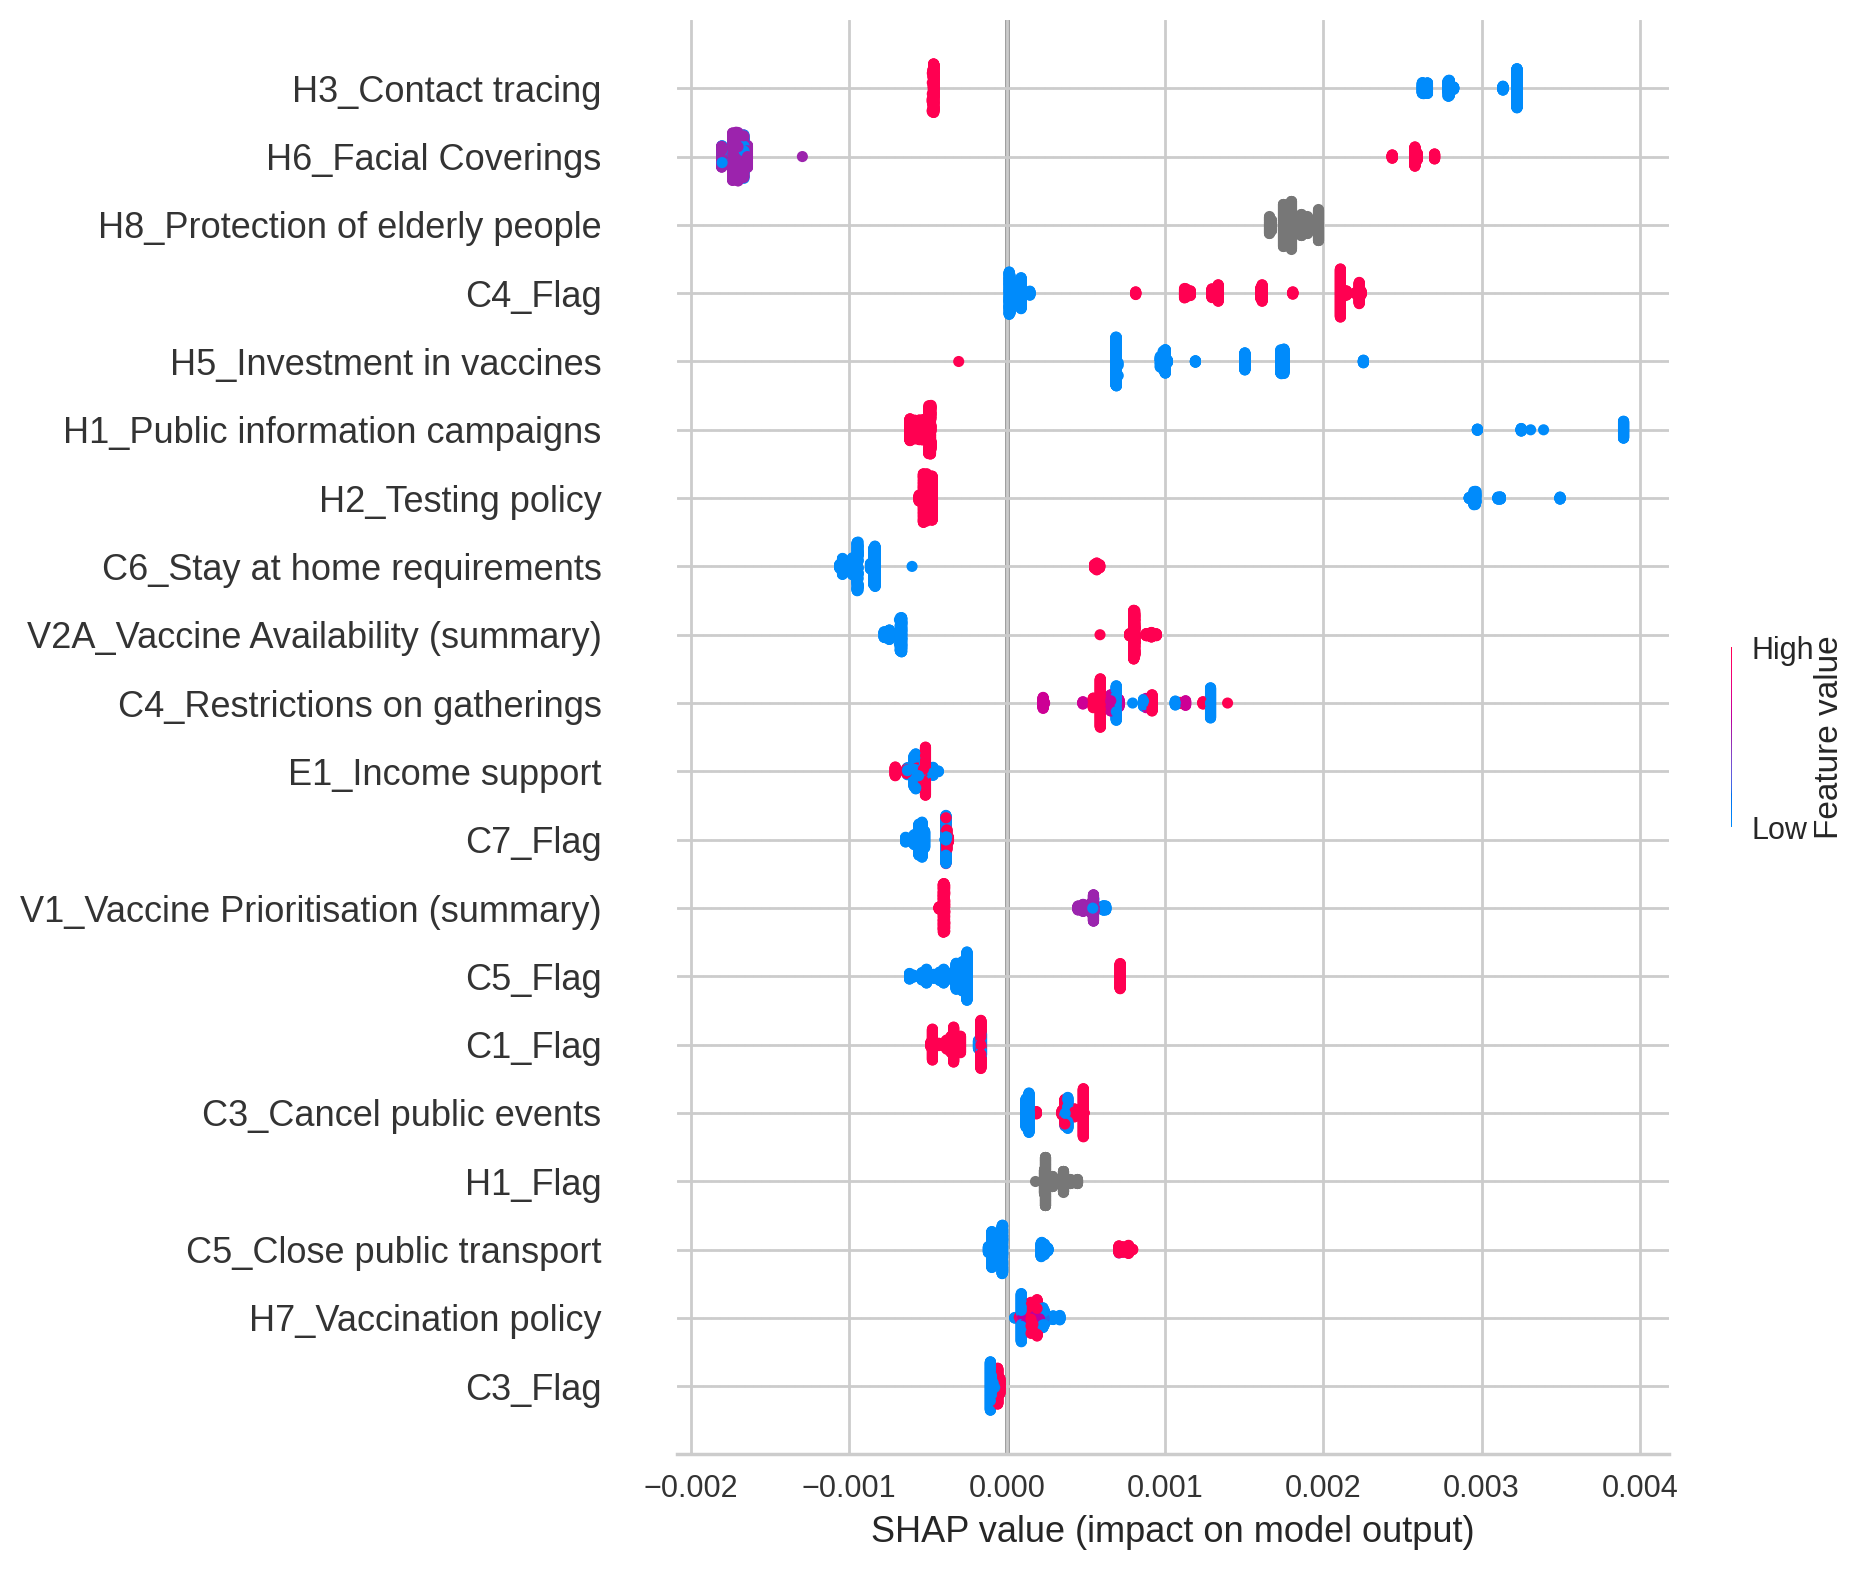 H3_Contact tracing
H6_Facial Coverings
H8_Protection of elderly people
C4_Flag
H5_Investment in vaccines
H1_Public information campaigns
H2_Testing policy
C6_Stay at home requirements
V2A_Vaccine Availability (summary)
C4_Restrictions on gatherings
E1_Income support
C7_Flag
V1_Vaccine Prioritisation (summary)
C5_Flag
C1_Flag
C3_Cancel public events
H1_Flag
C5_Close public transport
H7_Vaccination policy
C3_Flag
−0.002 −0.001 0.000 0.001 0.002 0.003 0.004
SHAP value (impact on model output)
High
Low
Feature value